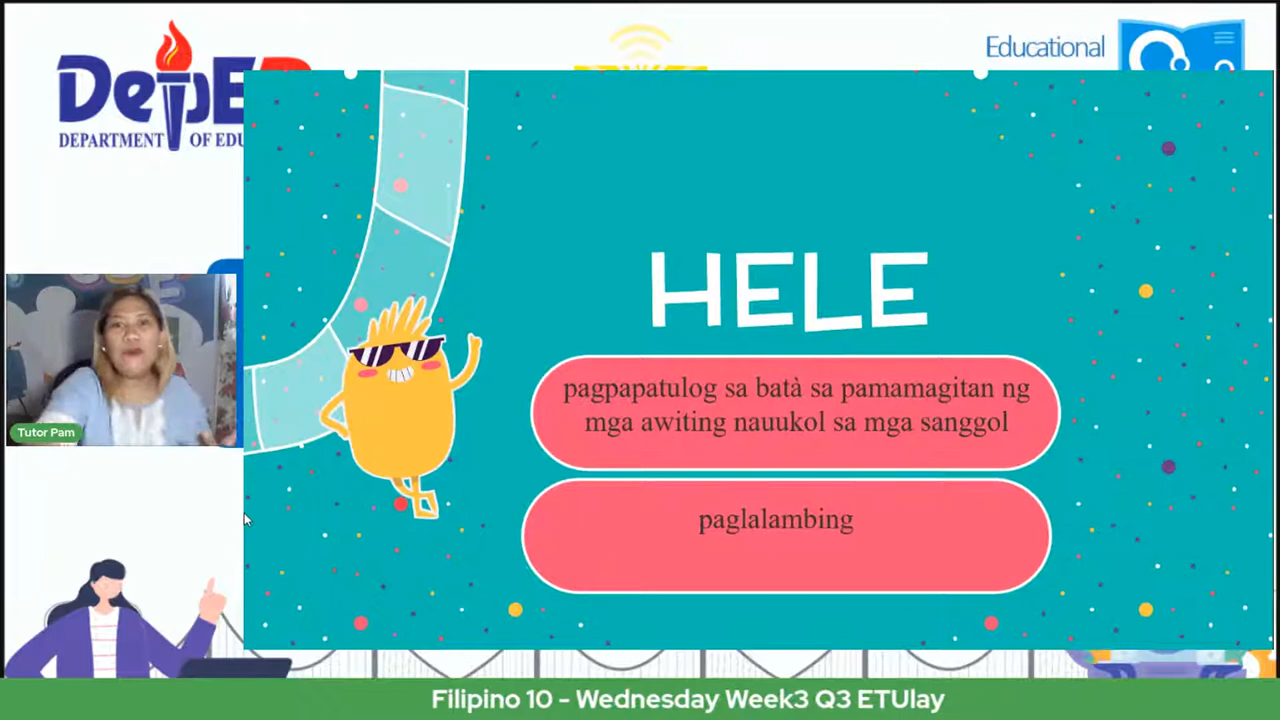 DepED
DEPARTMENT OF EDU
Educational
HELE
pagpapatulog sa batà sa pamamagitan ng
mga awiting nauukol sa mga sanggol
paglalambing
Tutor Pam
Filipino 10 - Wednesday Week3 Q3 ETUlay